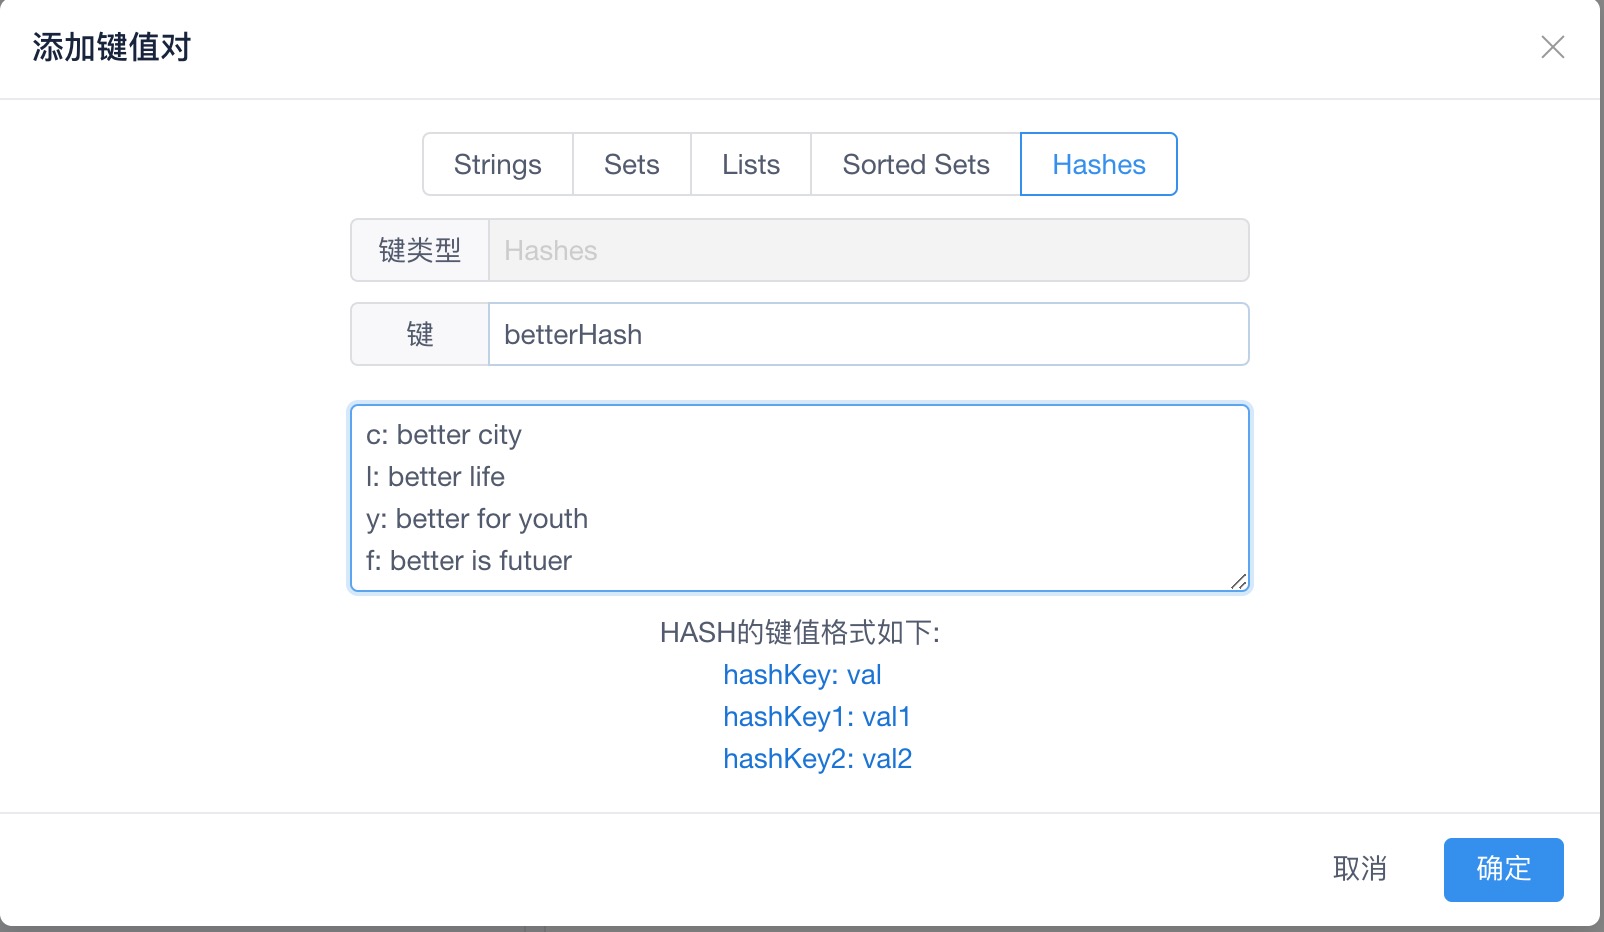 添加键值对
Strings Sets Lists Sorted Sets Hashes
键类型 Hashes
键 betterHash
c: better city
l: better life
y: better for youth
f: better is futuer
HASH的键值格式如下:
hashKey: val
hashKey1: val1
hashKey2: val2
取消 确定